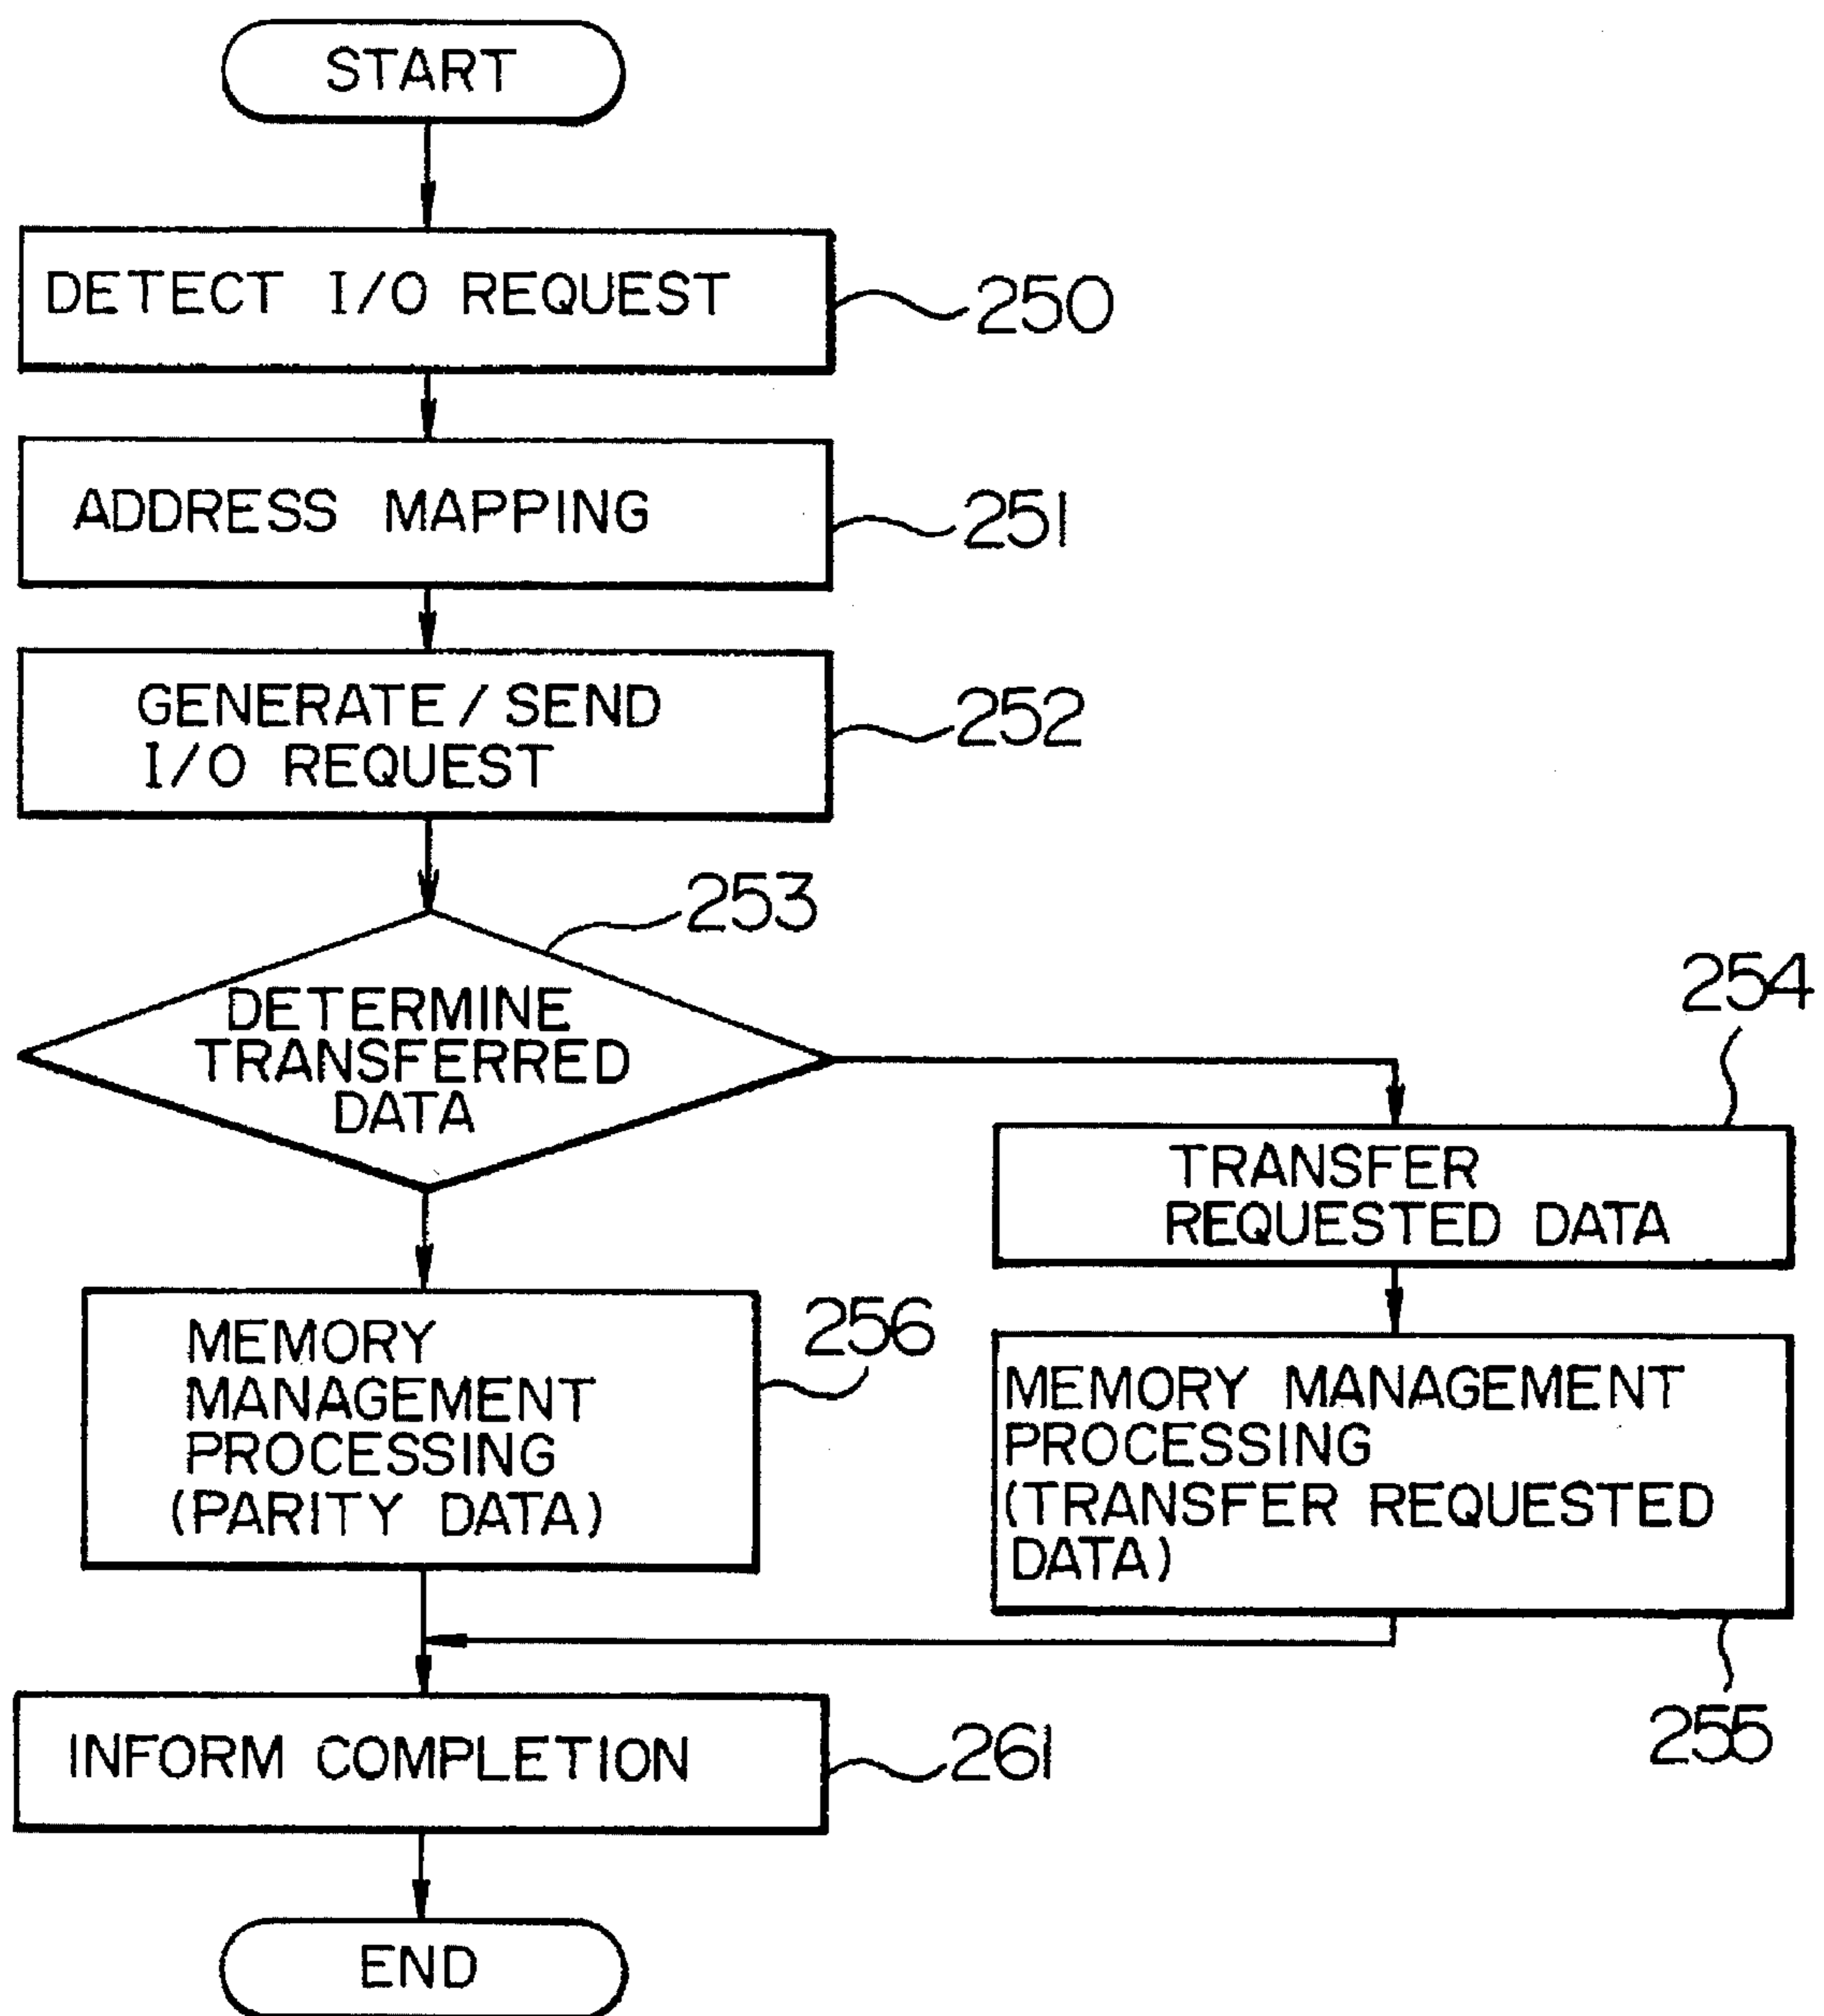 START
DETECT I/O REQUEST
250
ADDRESS MAPPING
251
GENERATE / SEND
I/O REQUEST
252
253
DETERMINE
TRANSFERRED
DATA
254
TRANSFER
REQUESTED DATA
MEMORY
MANAGEMENT
PROCESSING
(PARITY DATA)
256
MEMORY MANAGEMENT
PROCESSING
(TRANSFER REQUESTED
DATA)
255
INFORM COMPLETION
261
END